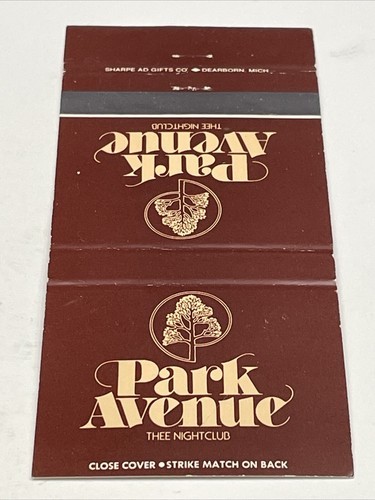 SHARPE AD GIFTS CO ◆ DEARBORN, MICH
THEE NIGHTCLUB
Park
Avenue
Park
Avenue
THEE NIGHTCLUB
CLOSE COVER ● STRIKE MATCH ON BACK